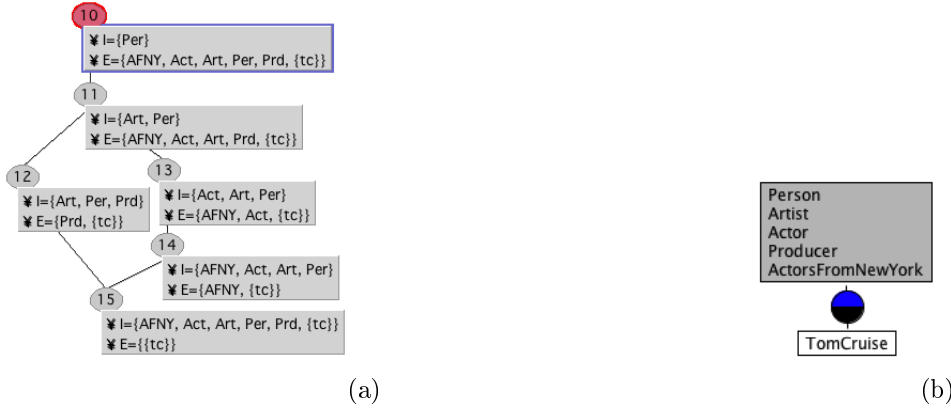 10
¥ I={Per}
¥ E={AFNY, Act, Art, Per, Prd, {tc}}
11
¥ I={Art, Per}
¥ E={AFNY, Act, Art, Prd, {tc}}
12
¥ I={Art, Per, Prd}
¥ E={Prd, {tc}}
13
¥ I={Act, Art, Per}
¥ E={AFNY, Act, {tc}}
14
¥ I={AFNY, Act, Art, Per}
¥ E={AFNY, {tc}}
15
¥ I={AFNY, Act, Art, Per, Prd, {tc}}
¥ E={{tc}}
(a)
Person
Artist
Actor
Producer
ActorsFromNewYork
TomCruise
(b)